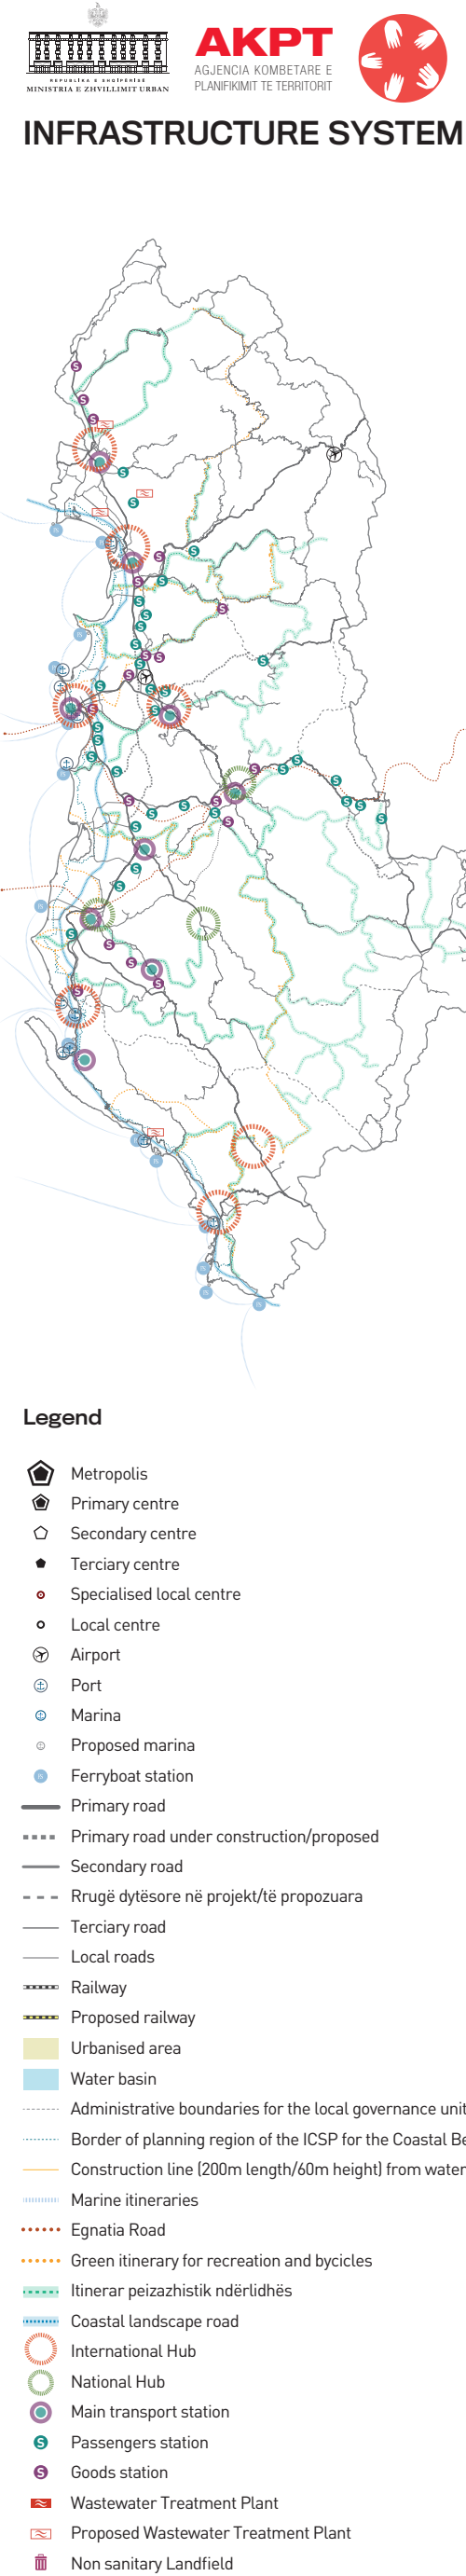 REPUBLIKA E SHQIPËRISË
MINISTRIA E ZHVILLIMIT URBAN
AKPT
AGJENCIA KOMBETARE E
PLANIFIKIMIT TE TERRITORIT
INFRASTRUCTURE SYSTEM
Legend
Metropolis
Primary centre
Secondary centre
Terciary centre
Specialised local centre
Local centre
Airport
Port
Marina
Proposed marina
Ferryboat station
Primary road
Primary road under construction/proposed
Secondary road
Rrugë dytësore në projekt/të propozuara
Terciary road
Local roads
Railway
Proposed railway
Urbanised area
Water basin
Administrative boundaries for the local governance unit
Border of planning region of the ICSP for the Coastal Be
Construction line (200m length/60m height) from water
Marine itineraries
Egnatia Road
Green itinerary for recreation and bycicles
Itinerar peizazhistik ndërlidhës
Coastal landscape road
International Hub
National Hub
Main transport station
Passengers station
Goods station
Wastewater Treatment Plant
Proposed Wastewater Treatment Plant
Non sanitary Landfield